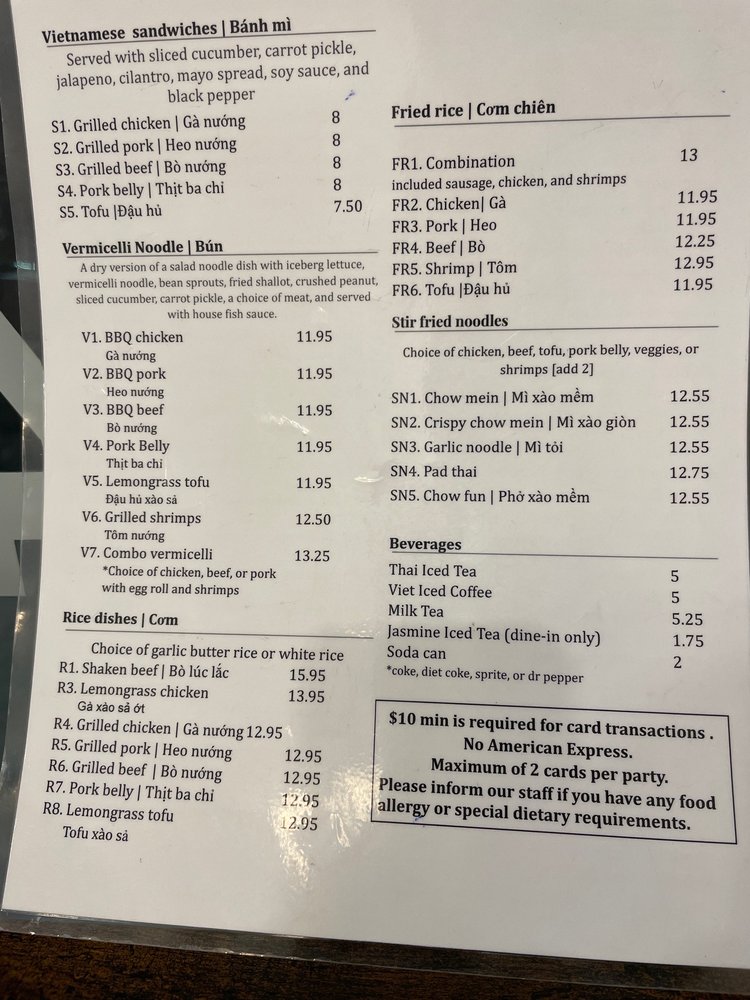 Vietnamese sandwiches | Bánh mì
Served with sliced cucumber, carrot pickle,
jalapeno, cilantro, mayo spread, soy sauce, and
black pepper
S1. Grilled chicken | Gà nướng 8
S2. Grilled pork | Heo nướng 8
S3. Grilled beef | Bò nướng 8
S4. Pork belly | Thịt ba chỉ 8
S5. Tofu |Đậu hủ 7.50
Vermicelli Noodle | Bún
A dry version of a salad noodle dish with iceberg lettuce,
vermicelli noodle, bean sprouts, fried shallot, crushed peanut,
sliced cucumber, carrot pickle, a choice of meat, and served
with house fish sauce.
V1. BBQ chicken 11.95
Gà nướng
V2. BBQ pork 11.95
Heo nướng
V3. BBQ beef 11.95
Bò nướng
V4. Pork Belly 11.95
Thịt ba chỉ
V5. Lemongrass tofu 11.95
Đậu hủ xào sả
V6. Grilled shrimps 12.50
Tôm nướng
V7. Combo vermicelli 13.25
*Choice of chicken, beef, or pork
with egg roll and shrimps
Rice dishes | Cơm
Choice of garlic butter rice or white rice
R1. Shaken beef | Bò lúc lắc 15.95
R3. Lemongrass chicken 13.95
Gà xào sả ớt
R4. Grilled chicken | Gà nướng 12.95
R5. Grilled pork | Heo nướng 12.95
R6. Grilled beef | Bò nướng 12.95
R7. Pork belly | Thịt ba chỉ 12.95
R8. Lemongrass tofu 12.95
Tofu xào sả
Fried rice | Cơm chiên
FR1. Combination 13
included sausage, chicken, and shrimps
FR2. Chicken| Gà 11.95
FR3. Pork | Heo 11.95
FR4. Beef | Bò 12.25
FR5. Shrimp | Tôm 12.95
FR6. Tofu |Đậu hủ 11.95
Stir fried noodles
Choice of chicken, beef, tofu, pork belly, veggies, or
shrimps [add 2]
SN1. Chow mein | Mì xào mềm 12.55
SN2. Crispy chow mein | Mì xào giòn 12.55
SN3. Garlic noodle | Mì tỏi 12.55
SN4. Pad thai 12.75
SN5. Chow fun | Phở xào mềm 12.55
Beverages
Thai Iced Tea 5
Viet Iced Coffee 5
Milk Tea 5.25
Jasmine Iced Tea (dine-in only) 1.75
Soda can 2
*coke, diet coke, sprite, or dr pepper
$10 min is required for card transactions .
No American Express.
Maximum of 2 cards per party.
Please inform our staff if you have any food
allergy or special dietary requirements.